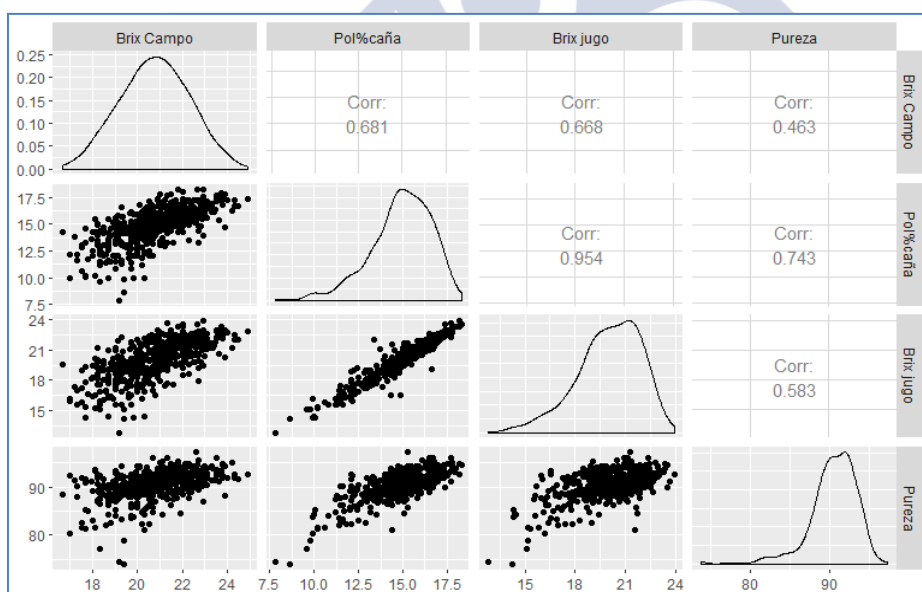 Brix Campo Pol%caña Brix jugo Pureza
0.25
0.20
0.15
0.10
0.05
0.00
Corr:
0.681
Corr:
0.668
Corr:
0.463
Brix Campo
17.5
15.0
12.5
10.0
7.5
Corr:
0.954
Corr:
0.743
Pol%caña
24
21
18
15
Corr:
0.583
Brix jugo
90
80
Pureza
18 20 22 24 7.5 10.0 12.5 15.0 17.5 15 18 21 24 80 90